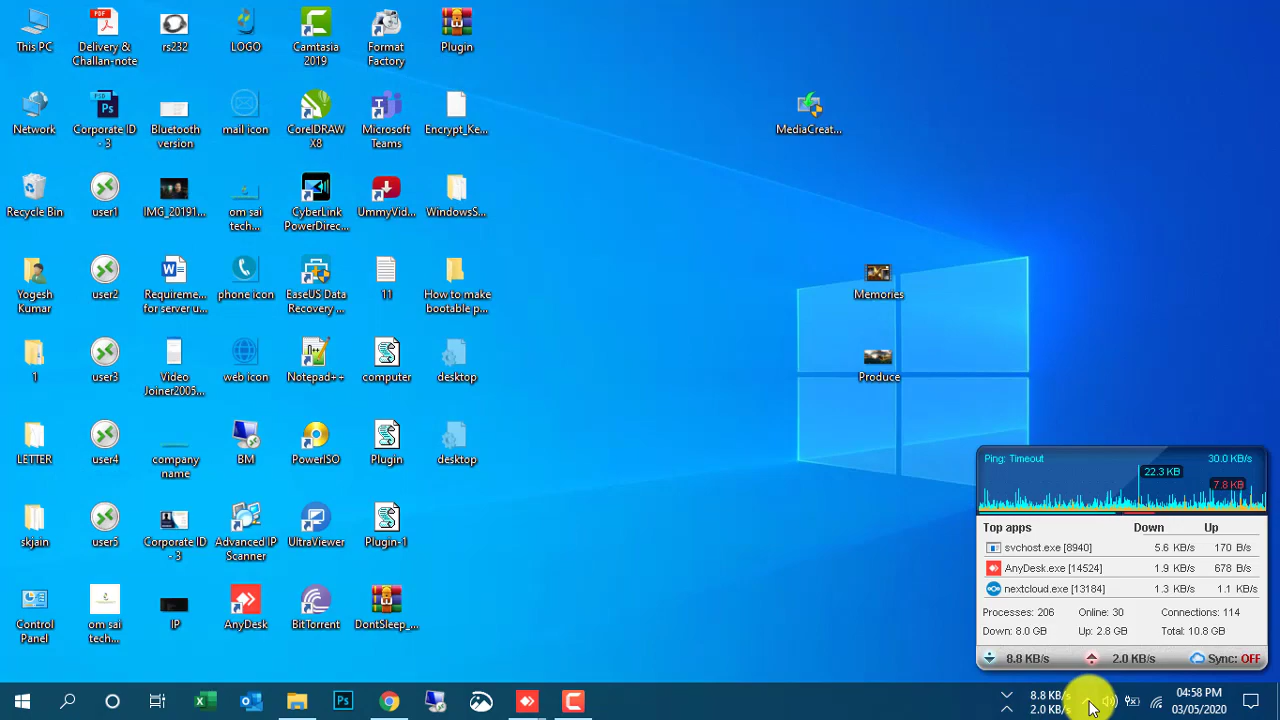 This PC
Delivery &
Challan-note
rs232
LOGO
Camtasia
2019
Format
Factory
Plugin
MediaCreat...
Network
Corporate ID
- 3
Bluetooth
version
mail icon
CorelDRAW
X8
Microsoft
Teams
Encrypt_Ke...
Recycle Bin
user1
IMG_20191...
om sai
tech...
CyberLink
PowerDirec...
UmmyVid...
WindowsS...
Yogesh
Kumar
user2
Requireme...
for server u...
phone icon
EaseUS Data
Recovery ...
11
How to make
bootable p...
Memories
1
user3
Video
Joiner2005...
web icon
Notepad++
computer
desktop
Produce
LETTER
user4
company
name
BM
PowerISO
Plugin
desktop
skjain
user5
Corporate ID
- 3
Advanced IP
Scanner
UltraViewer
Plugin-1
Control
Panel
om sai
tech...
IP
AnyDesk
BitTorrent
DontSleep_...
Ping: Timeout 30.0 KB/s
22.3 KB
7.8 KB
Top apps Down Up
svchost.exe [8940] 5.6 KB/s 170 B/s
AnyDesk.exe [14524] 1.9 KB/s 678 B/s
nextcloud.exe [13184] 1.3 KB/s 1.1 KB/s
Processes: 206 Online: 30 Connections: 114
Down: 8.0 GB Up: 2.8 GB Total: 10.8 GB
8.8 KB/s 2.0 KB/s Sync: OFF
8.8 KB/s
2.0 KB/s
04:58 PM
03/05/2020